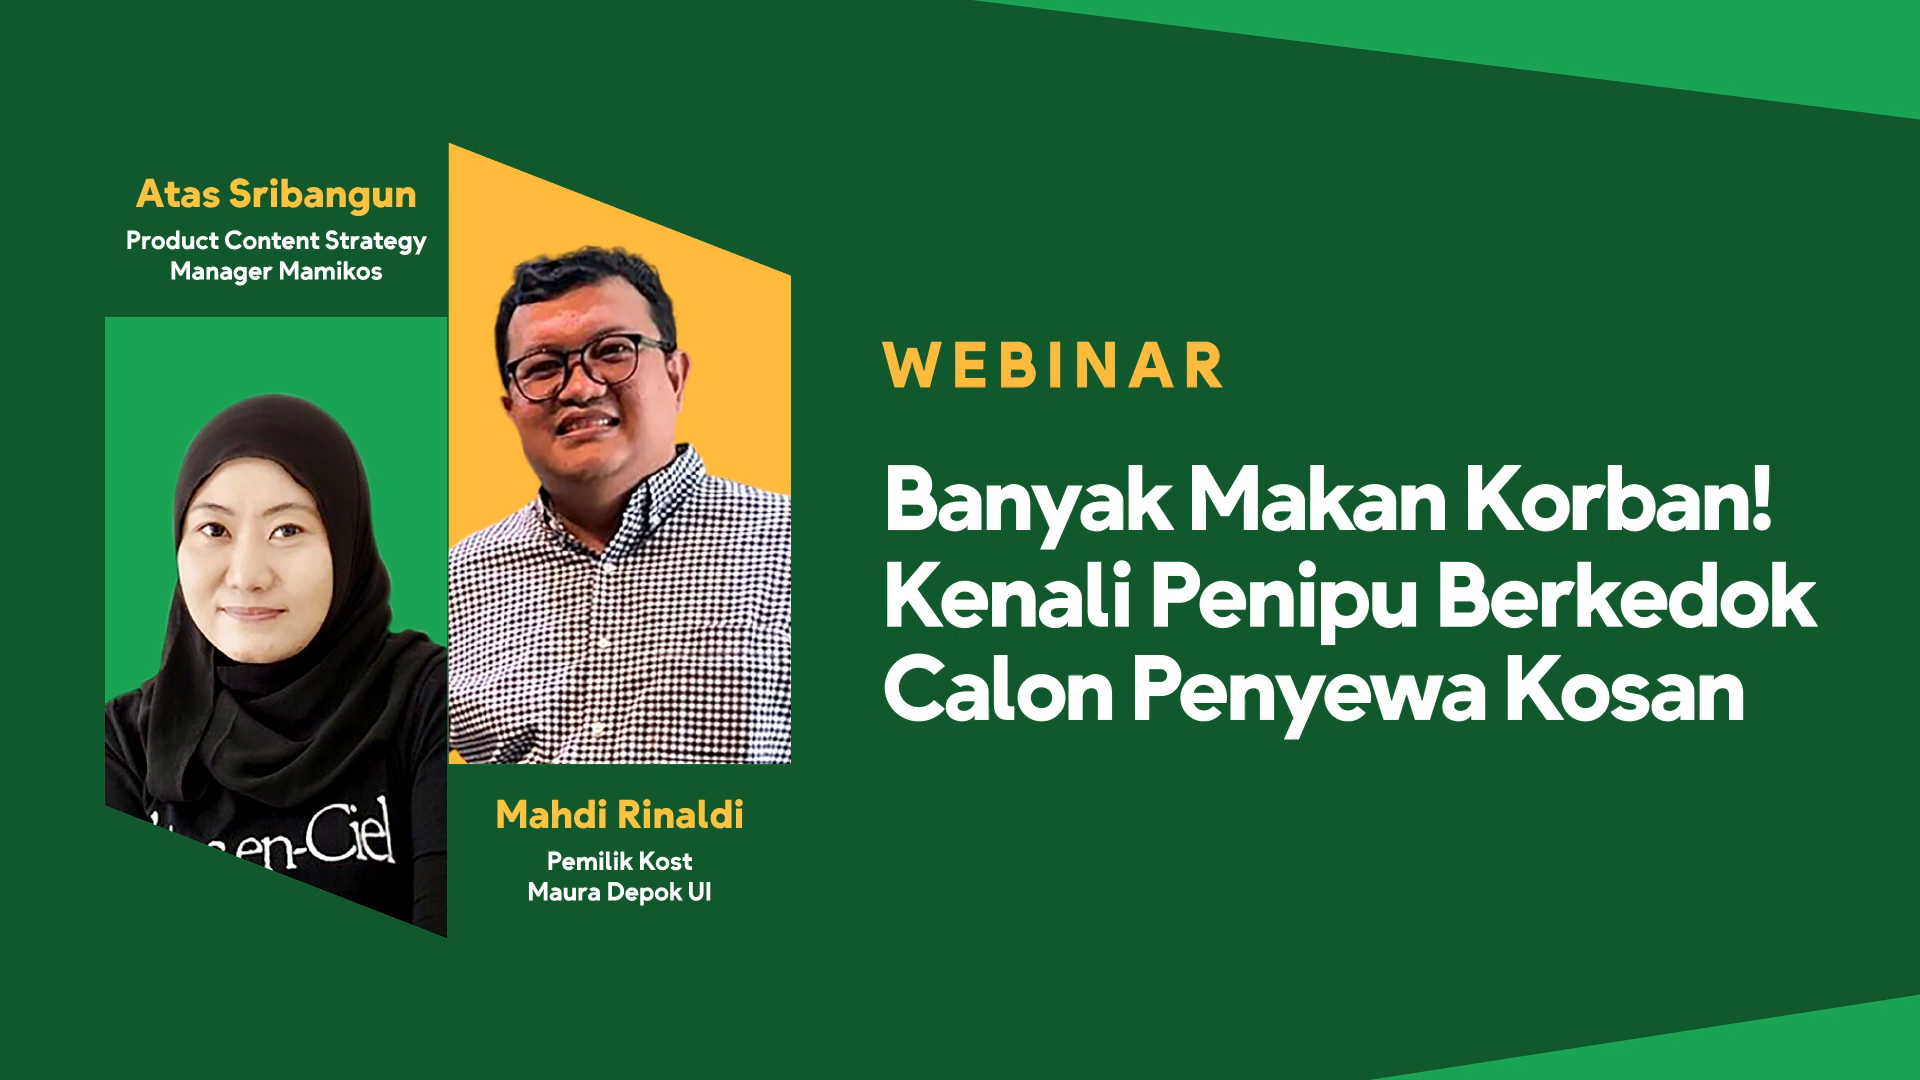 Atas Sribangun
Product Content Strategy
Manager Mamikos
en-Ciel
Mahdi Rinaldi
Pemilik Kost
Maura Depok UI
WEBINAR
Banyak Makan Korban!
Kenali Penipu Berkedok
Calon Penyewa Kosan